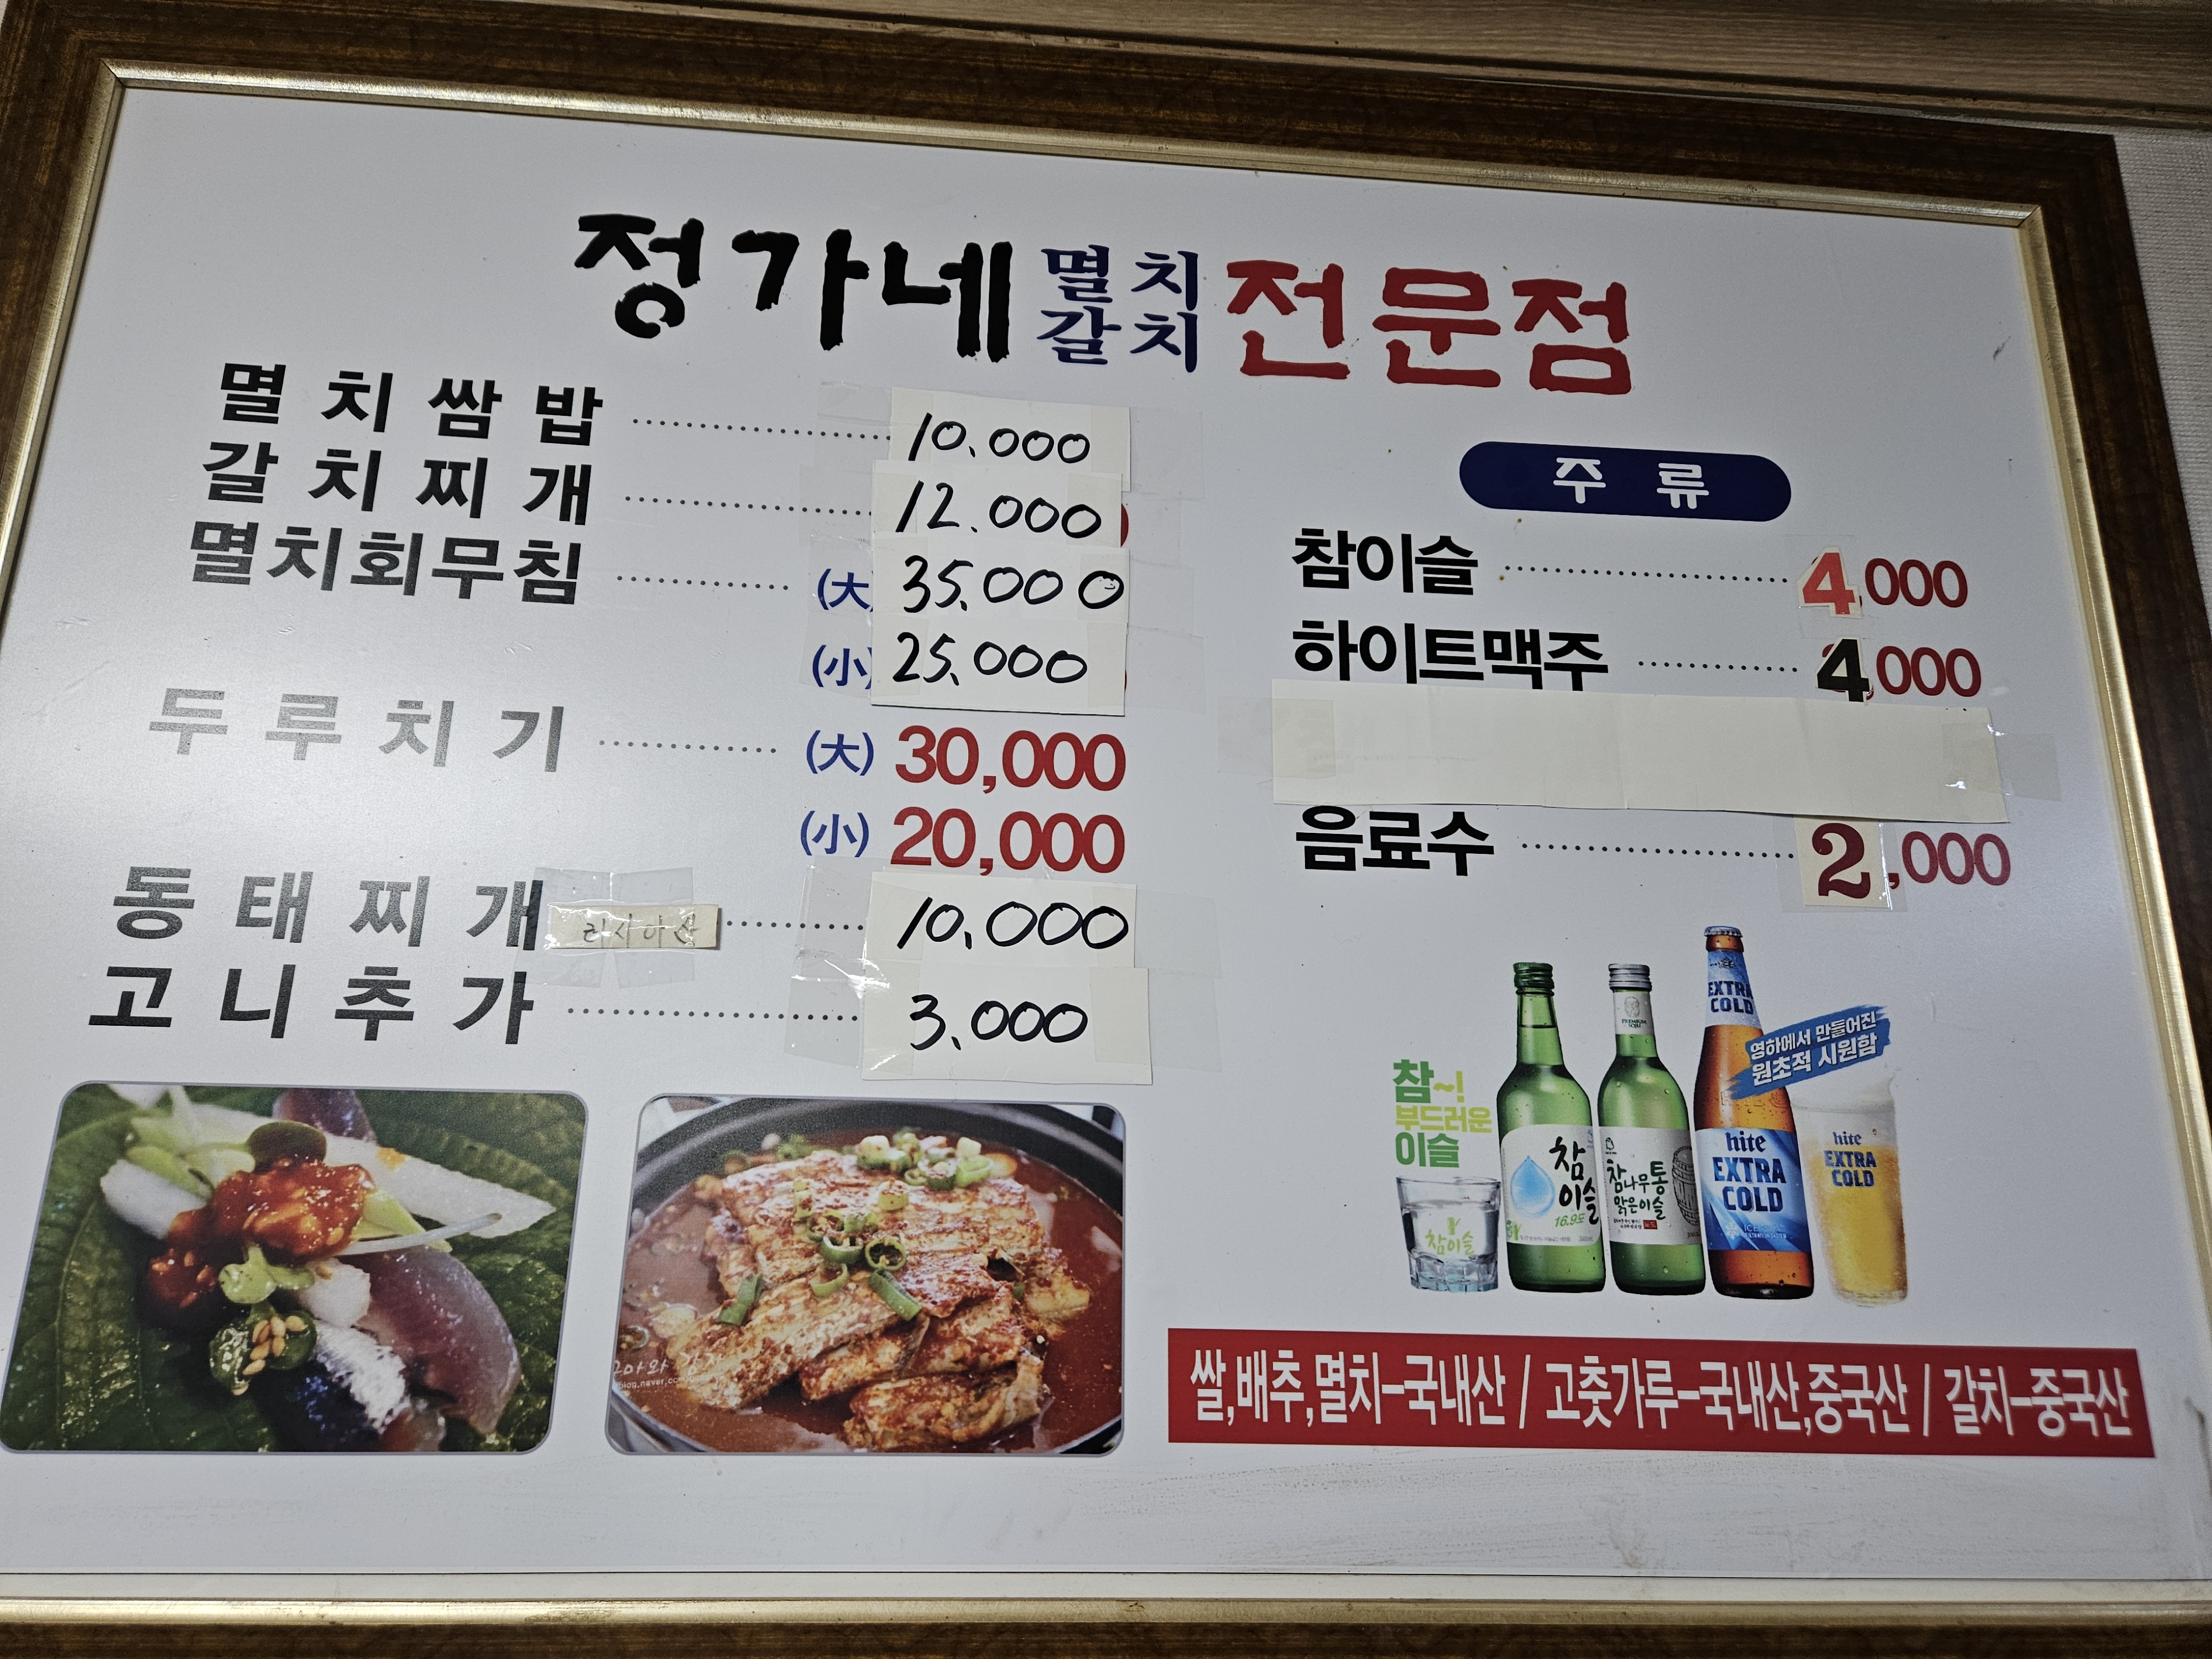 정가네 멸치 갈치 전문점
멸치쌈밥 10.000
갈치찌개 12.000
멸치회무침 (大) 35.000
(小) 25.000
두루치기 (大) 30,000
(小) 20,000
동태찌개 러시아산 10.000
고니추가 3.000
주류
참이슬 4,000
하이트맥주 4,000
음료수 2,000
참~!
부드러운
이슬
참이슬
참이슬
16.9도
PREMIUM
SOJU
참나무통
맑은이슬
EXTRA
COLD
hite
EXTRA
COLD
영하에서 만들어진
원초적 시원함
hite
EXTRA
COLD
blog.naver.com
쌀,배추,멸치-국내산 / 고춧가루-국내산,중국산 / 갈치-중국산